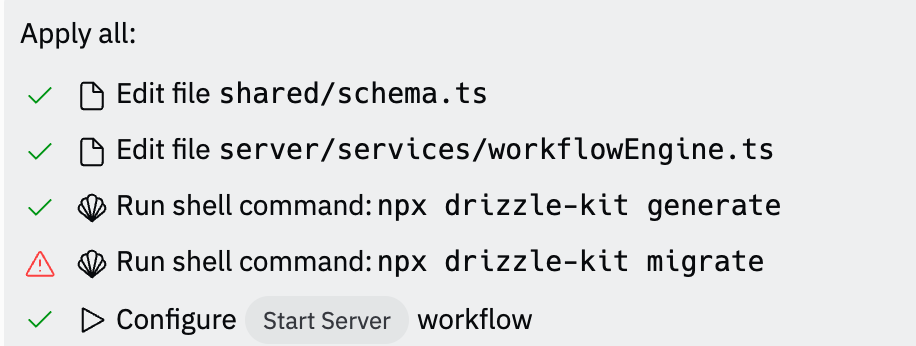 Apply all:
Edit file shared/schema.ts
Edit file server/services/workflowEngine.ts
Run shell command: npx drizzle-kit generate
Run shell command: npx drizzle-kit migrate
Configure Start Server workflow